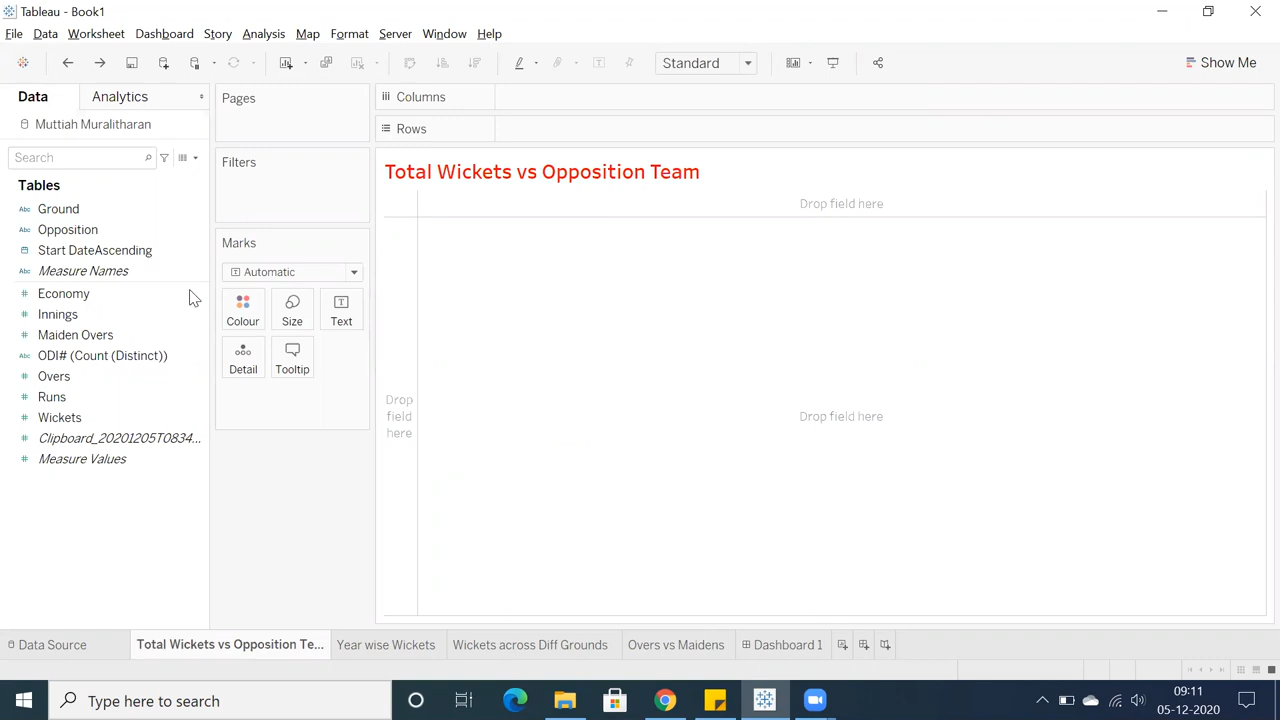 Tableau - Book1
File Data Worksheet Dashboard Story Analysis Map Format Server Window Help
Standard
Show Me
Data Analytics
Muttiah Muralitharan
Search
Tables
Abc Ground
Abc Opposition
Start DateAscending
Abc Measure Names
# Economy
# Innings
# Maiden Overs
Abc ODI# (Count (Distinct))
# Overs
# Runs
# Wickets
# Clipboard_20201205T0834...
# Measure Values
Pages
Filters
Marks
Automatic
Colour Size Text
Detail Tooltip
Columns
Rows
Total Wickets vs Opposition Team
Drop field here
Drop
field
here
Drop field here
Data Source Total Wickets vs Opposition Te... Year wise Wickets Wickets across Diff Grounds Overs vs Maidens Dashboard 1
Type here to search
09:11
05-12-2020